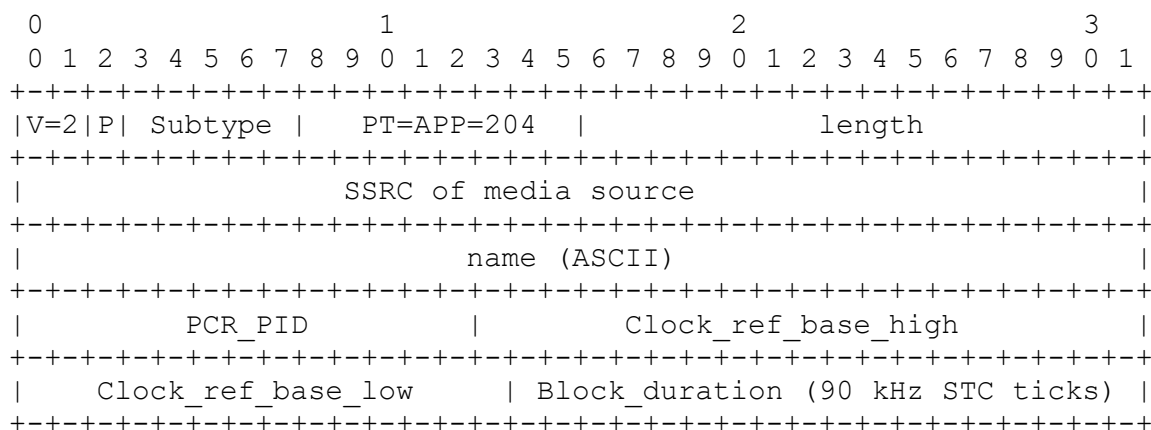 0                   1                   2                   3
 0 1 2 3 4 5 6 7 8 9 0 1 2 3 4 5 6 7 8 9 0 1 2 3 4 5 6 7 8 9 0 1
+-+-+-+-+-+-+-+-+-+-+-+-+-+-+-+-+-+-+-+-+-+-+-+-+-+-+-+-+-+-+-+-+
|V=2|P| Subtype |   PT=APP=204  |             length            |
+-+-+-+-+-+-+-+-+-+-+-+-+-+-+-+-+-+-+-+-+-+-+-+-+-+-+-+-+-+-+-+-+
|                  SSRC of media source                         |
+-+-+-+-+-+-+-+-+-+-+-+-+-+-+-+-+-+-+-+-+-+-+-+-+-+-+-+-+-+-+-+-+
|                         name (ASCII)                          |
+-+-+-+-+-+-+-+-+-+-+-+-+-+-+-+-+-+-+-+-+-+-+-+-+-+-+-+-+-+-+-+-+
|         PCR_PID         |        Clock_ref_base_high          |
+-+-+-+-+-+-+-+-+-+-+-+-+-+-+-+-+-+-+-+-+-+-+-+-+-+-+-+-+-+-+-+-+
|    Clock_ref_base_low     | Block_duration (90 kHz STC ticks) |
+-+-+-+-+-+-+-+-+-+-+-+-+-+-+-+-+-+-+-+-+-+-+-+-+-+-+-+-+-+-+-+-+